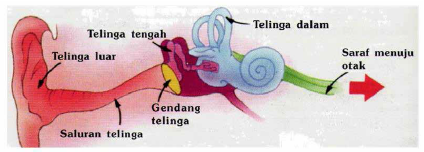 Telinga dalam
Telinga tengah
Telinga luar
Saraf menuju
otak
Gendang
telinga
Saluran telinga